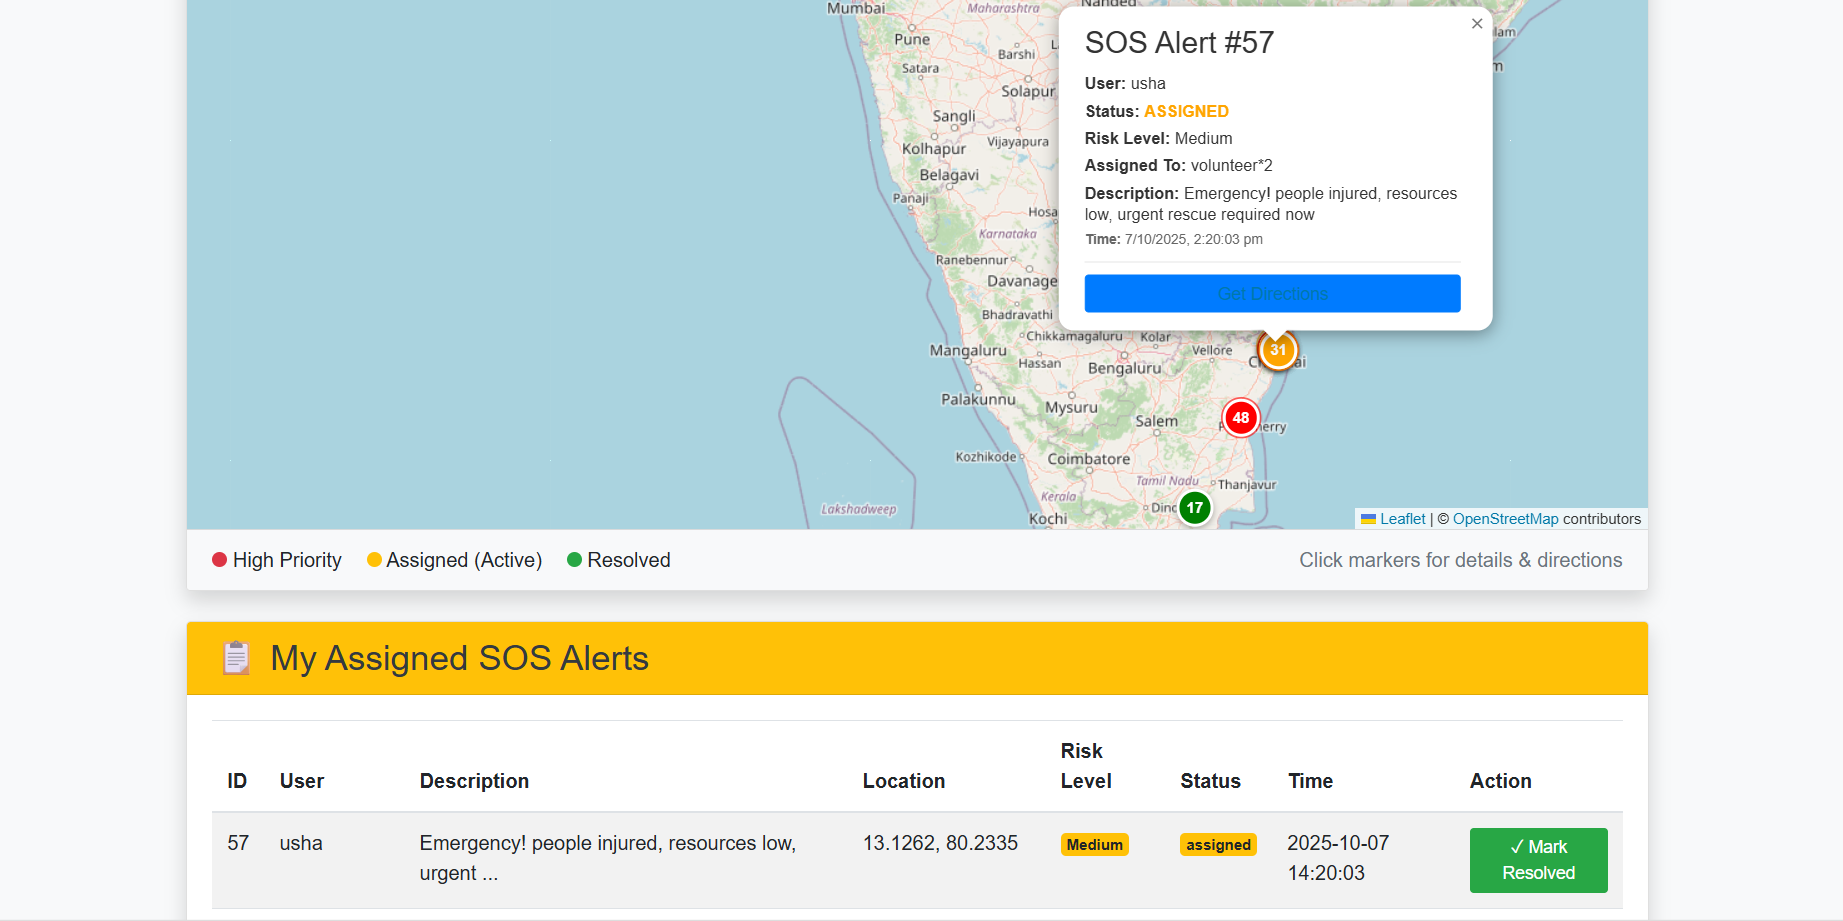 Mumbai
Maharashtra
Pune
Satara
Barshi
Solapur
Sangli
Kolhapur
Vijayapura
Belagavi
Panaji
Karnataka
Ranebennur
Davanage
Bhadravathi
Chikkamagaluru
Kolar
Mangaluru
Hassan
Bengaluru
Vellore
Palakunnu
Mysuru
Salem
Kozhikode
Coimbatore
Tamil Nadu
Thanjavur
Kerala
Lakshadweep
Kochi
31
48
17
SOS Alert #57
×
User: usha
Status: ASSIGNED
Risk Level: Medium
Assigned To: volunteer*2
Description: Emergency! people injured, resources
low, urgent rescue required now
Time: 7/10/2025, 2:20:03 pm
Get Directions
Leaflet | © OpenStreetMap contributors
High Priority Assigned (Active) Resolved
Click markers for details & directions
My Assigned SOS Alerts
ID User Description Location Risk Level Status Time Action
57 usha Emergency! people injured, resources low, urgent ... 13.1262, 80.2335 Medium assigned 2025-10-07 14:20:03 ✓ Mark Resolved